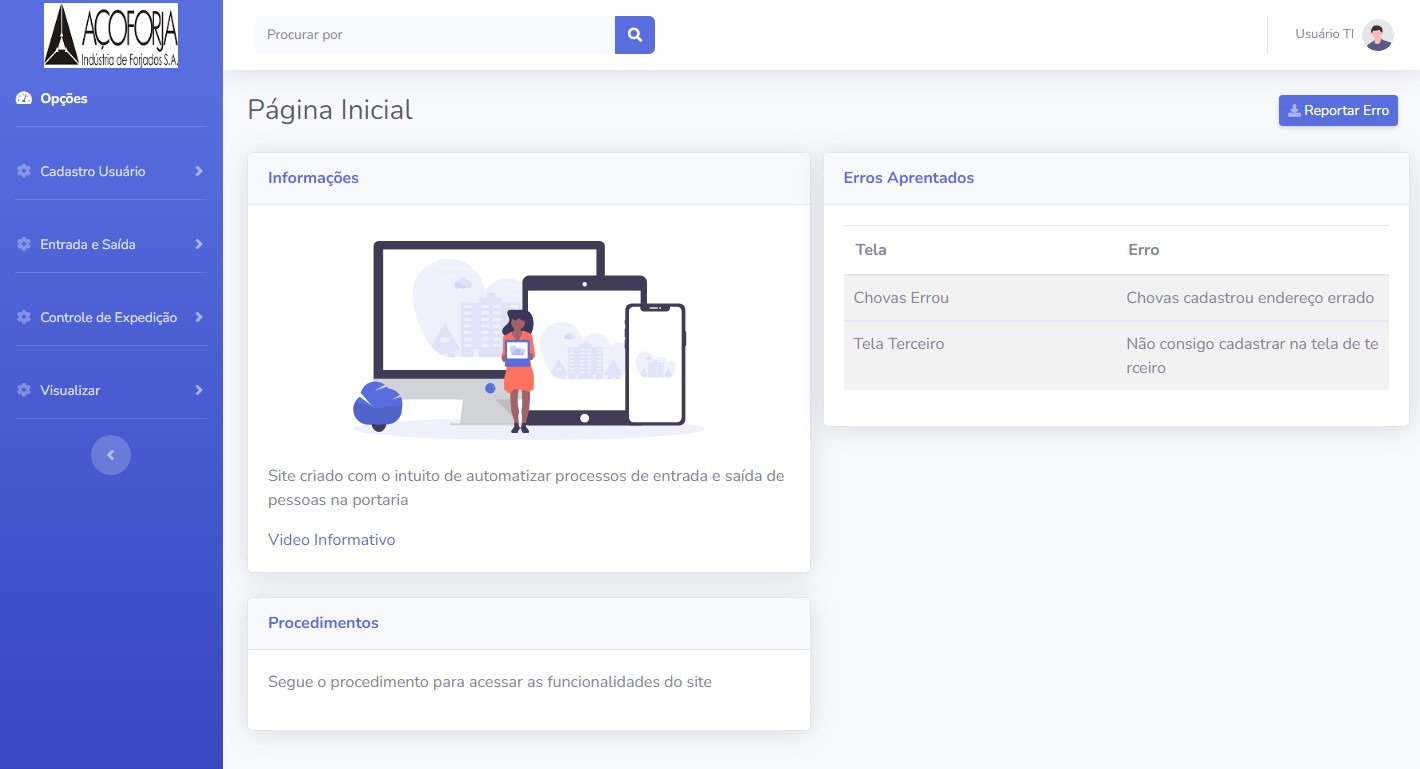 AÇOFORJA
Indústria de Forjados S.A.
Opções
Cadastro Usuário
Entrada e Saída
Controle de Expedição
Visualizar
Procurar por
Usuário TI
Página Inicial
Reportar Erro
Informações
Site criado com o intuito de automatizar processos de entrada e saída de
pessoas na portaria
Video Informativo
Procedimentos
Segue o procedimento para acessar as funcionalidades do site
Erros Aprentados
Tela Erro
Chovas Errou Chovas cadastrou endereço errado
Tela Terceiro Não consigo cadastrar na tela de te
rceiro